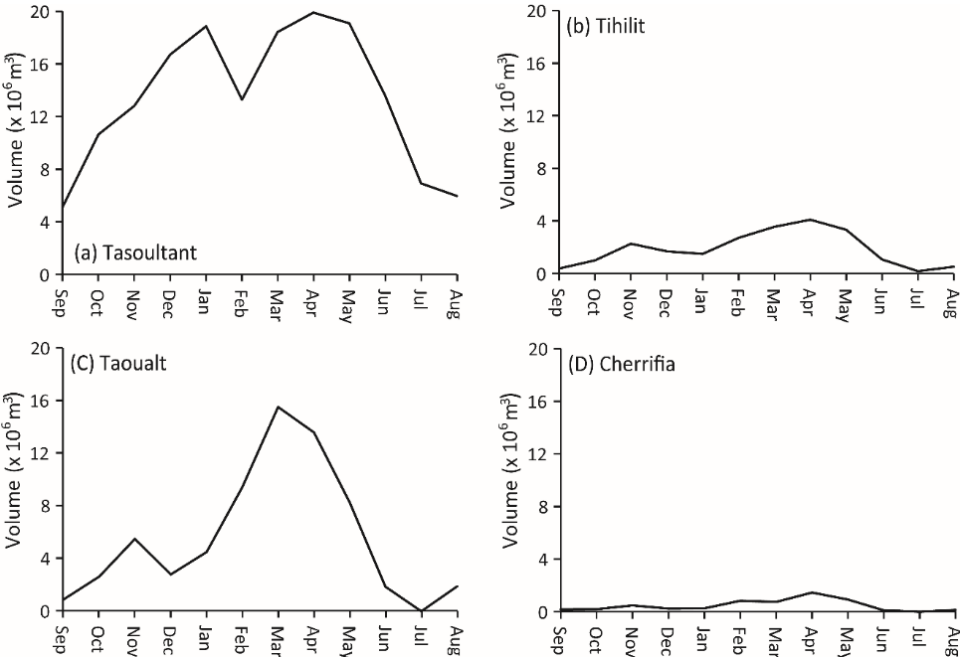 20
16
12
8
4
0
Volume (x 10⁶ m³)
(a) Tasoultant
Sep Oct Nov Dec Jan Feb Mar Apr May Jun Jul Aug
20
16
12
8
4
0
Volume (x 10⁶ m³)
(b) Tihilit
Sep Oct Nov Dec Jan Feb Mar Apr May Jun Jul Aug
20
16
12
8
4
0
Volume (x 10⁶ m³)
(C) Taoualt
Sep Oct Nov Dec Jan Feb Mar Apr May Jun Jul Aug
20
16
12
8
4
0
Volume (x 10⁶ m³)
(D) Cherrifia
Sep Oct Nov Dec Jan Feb Mar Apr May Jun Jul Aug